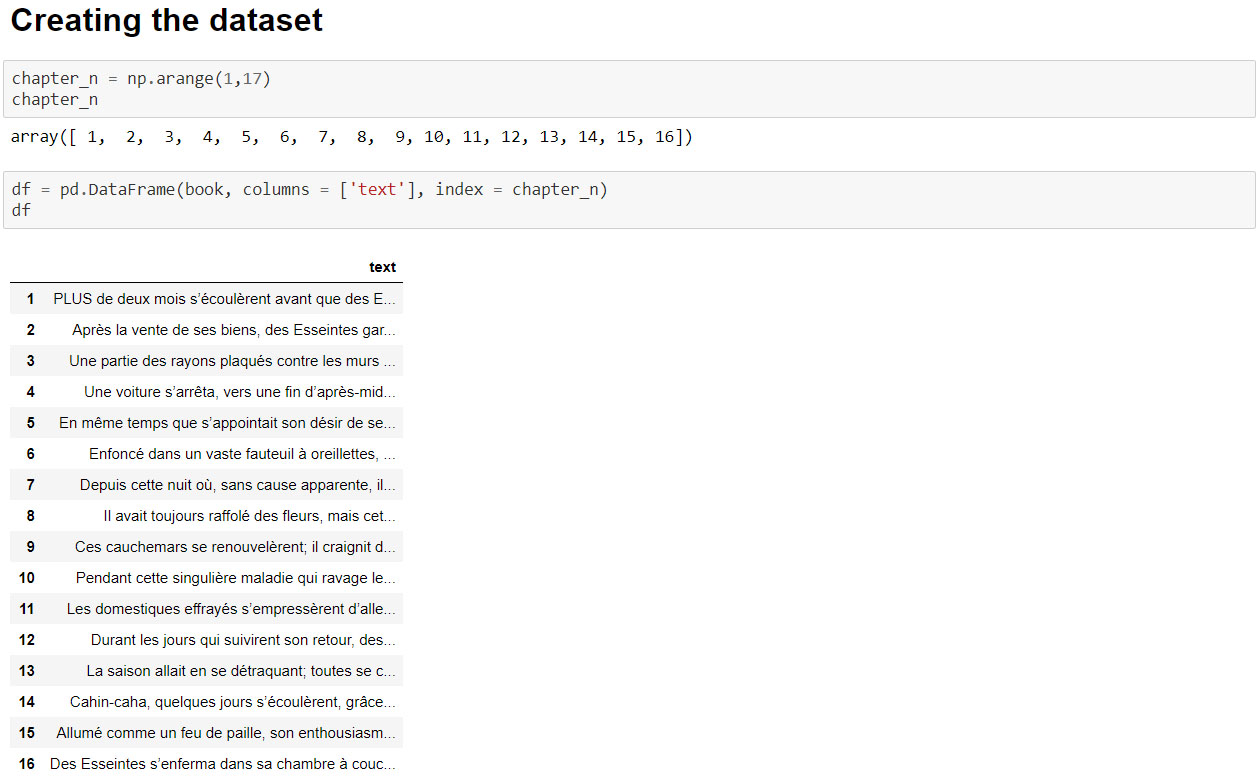 Creating the dataset
chapter_n = np.arange(1,17)
chapter_n
array([ 1,  2,  3,  4,  5,  6,  7,  8,  9, 10, 11, 12, 13, 14, 15, 16])
df = pd.DataFrame(book, columns = ['text'], index = chapter_n)
df
text
1 PLUS de deux mois s’écoulèrent avant que des E...
2 Après la vente de ses biens, des Esseintes gar...
3 Une partie des rayons plaqués contre les murs ...
4 Une voiture s’arrêta, vers une fin d’après-mid...
5 En même temps que s’appointait son désir de se...
6 Enfoncé dans un vaste fauteuil à oreillettes, ...
7 Depuis cette nuit où, sans cause apparente, il...
8 Il avait toujours raffolé des fleurs, mais cet...
9 Ces cauchemars se renouvelèrent; il craignit d...
10 Pendant cette singulière maladie qui ravage le...
11 Les domestiques effrayés s’empressèrent d’alle...
12 Durant les jours qui suivirent son retour, des...
13 La saison allait en se détraquant; toutes se c...
14 Cahin-caha, quelques jours s’écoulèrent, grâce...
15 Allumé comme un feu de paille, son enthousiasm...
16 Des Esseintes s’enferma dans sa chambre à couc...